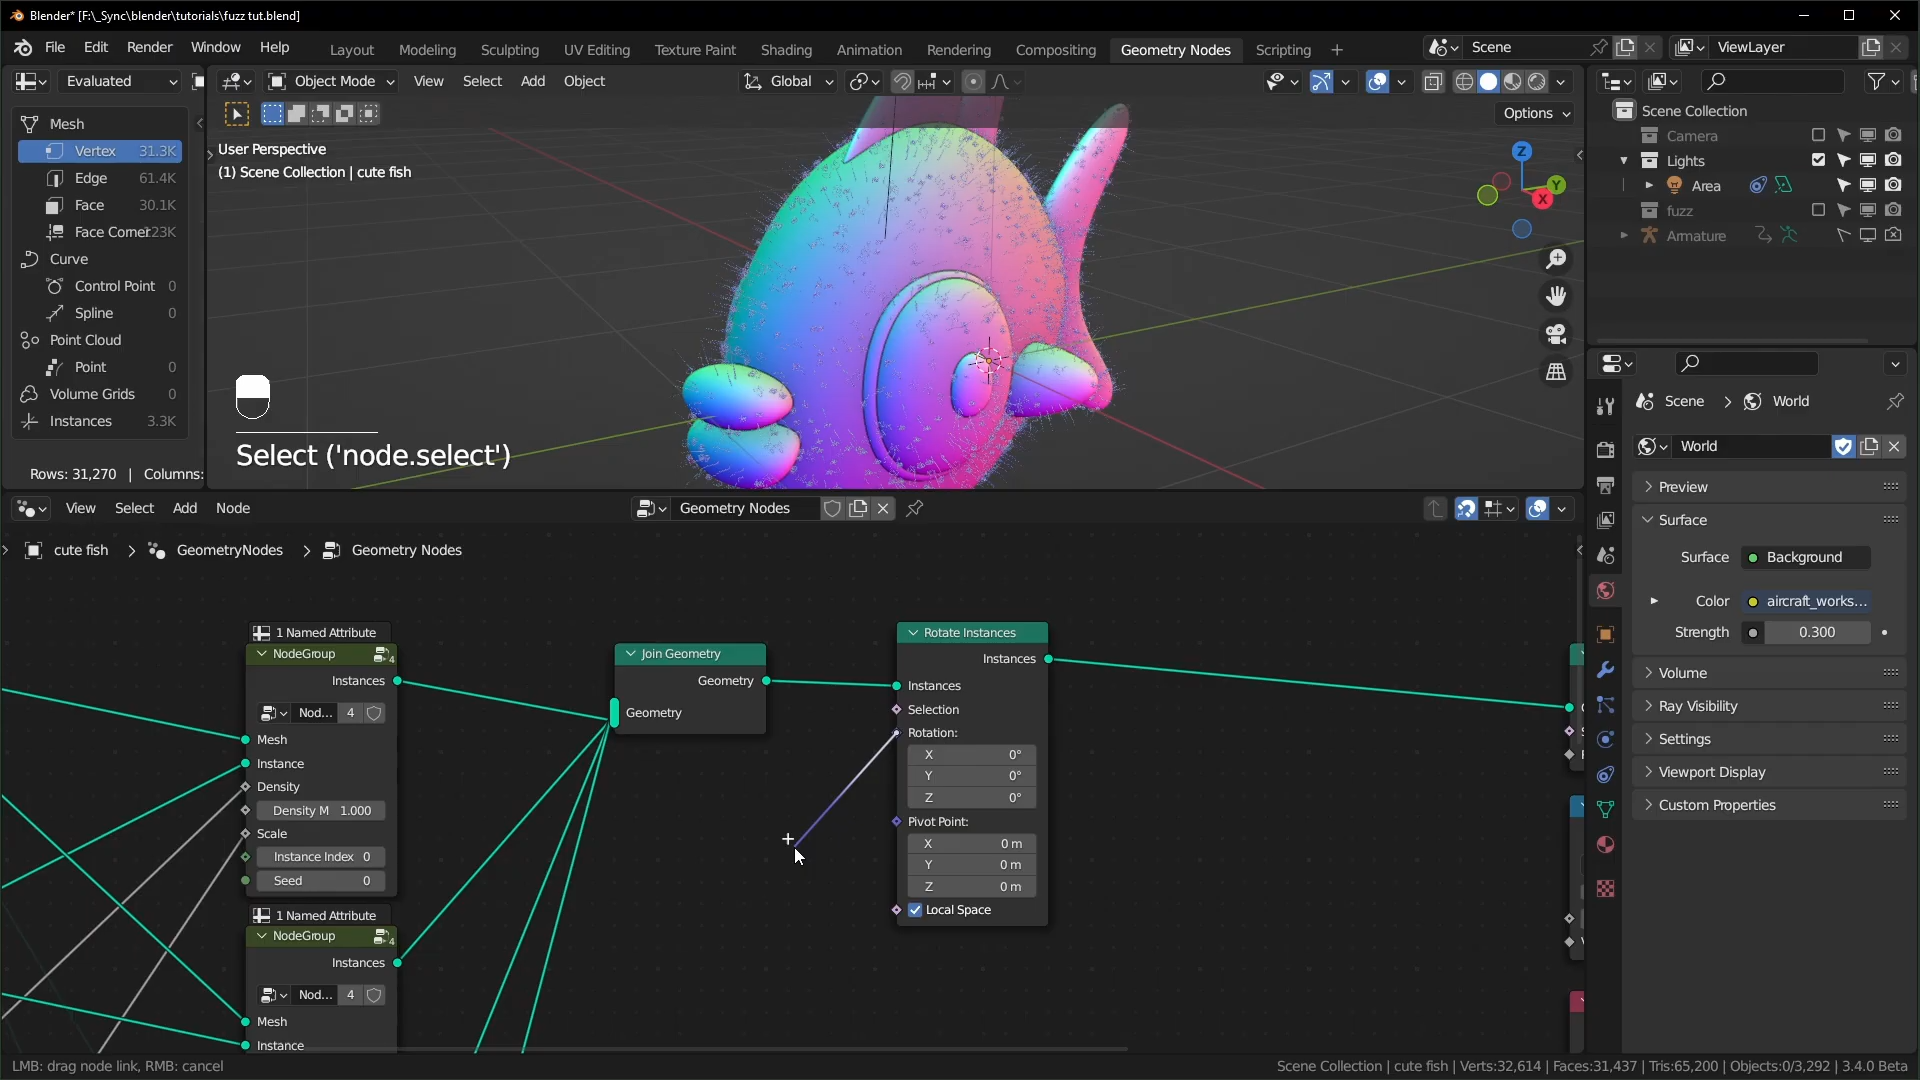 Blender* [F:\_Sync\blender\tutorials\fuzz tut.blend]
File Edit Render Window Help
Layout Modeling Sculpting UV Editing Texture Paint Shading Animation Rendering Compositing Geometry Nodes Scripting +
Scene
ViewLayer
Evaluated
Object Mode
View Select Add Object
Global
Options
Mesh
Vertex 31.3K
Edge 61.4K
Face 30.1K
Face Corner 123K
Curve
Control Point 0
Spline 0
Point Cloud
Point 0
Volume Grids 0
Instances 3.3K
Rows: 31,270 | Columns:
User Perspective
(1) Scene Collection | cute fish
Z
Y
X
Select ('node.select')
Scene Collection
Camera
Lights
Area
fuzz
Armature
Scene > World
World
Preview
Surface
Surface Background
Color aircraft_works...
Strength 0.300
Volume
Ray Visibility
Settings
Viewport Display
Custom Properties
View Select Add Node
Geometry Nodes
cute fish > GeometryNodes > Geometry Nodes
1 Named Attribute
NodeGroup
4
Instances
Nod... 4
Mesh
Instance
Density
Density M 1.000
Scale
Instance Index 0
Seed 0
1 Named Attribute
NodeGroup
4
Instances
Nod... 4
Mesh
Instance
Join Geometry
Geometry
Geometry
Rotate Instances
Instances
Instances
Selection
Rotation:
X 0°
Y 0°
Z 0°
Pivot Point:
X 0 m
Y 0 m
Z 0 m
Local Space
LMB: drag node link, RMB: cancel
Scene Collection | cute fish | Verts:32,614 | Faces:31,437 | Tris:65,200 | Objects:0/3,292 | 3.4.0 Beta